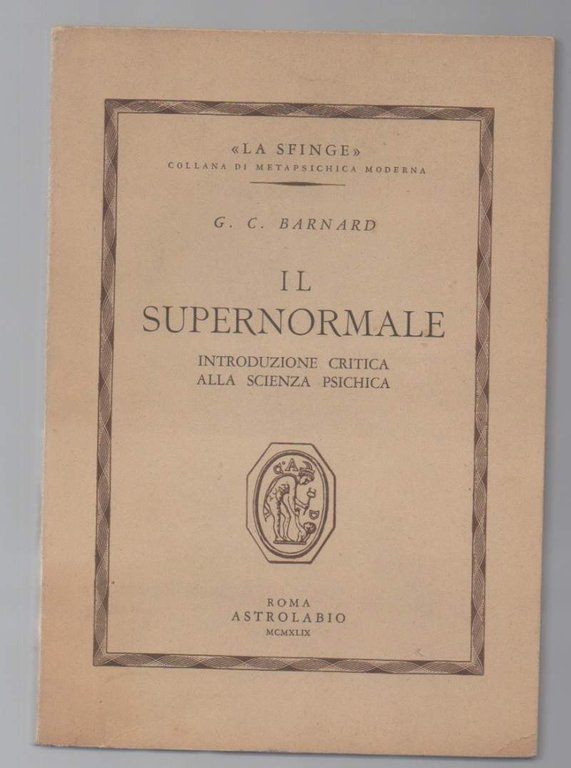 «LA SFINGE»
COLLANA DI METAPSICHICA MODERNA
G. C. BARNARD
IL
SUPERNORMALE
INTRODUZIONE CRITICA
ALLA SCIENZA PSICHICA
ROMA
ASTROLABIO
MCMXLIX